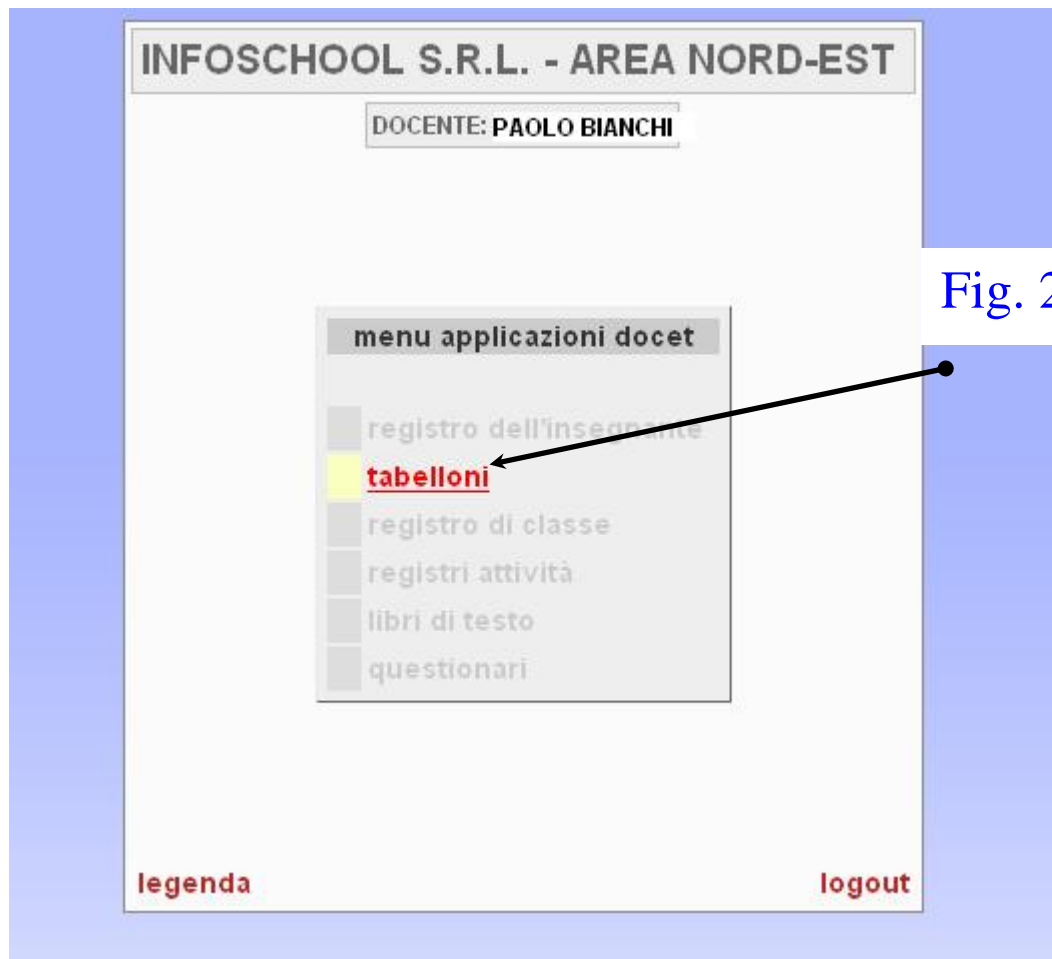 INFOSCHOOL S.R.L. - AREA NORD-EST
DOCENTE: PAOLO BIANCHI
Fig. 2
menu applicazioni docet
registro dell'insegnante
tabelloni
registro di classe
registri attività
libri di testo
questionari
legenda
logout